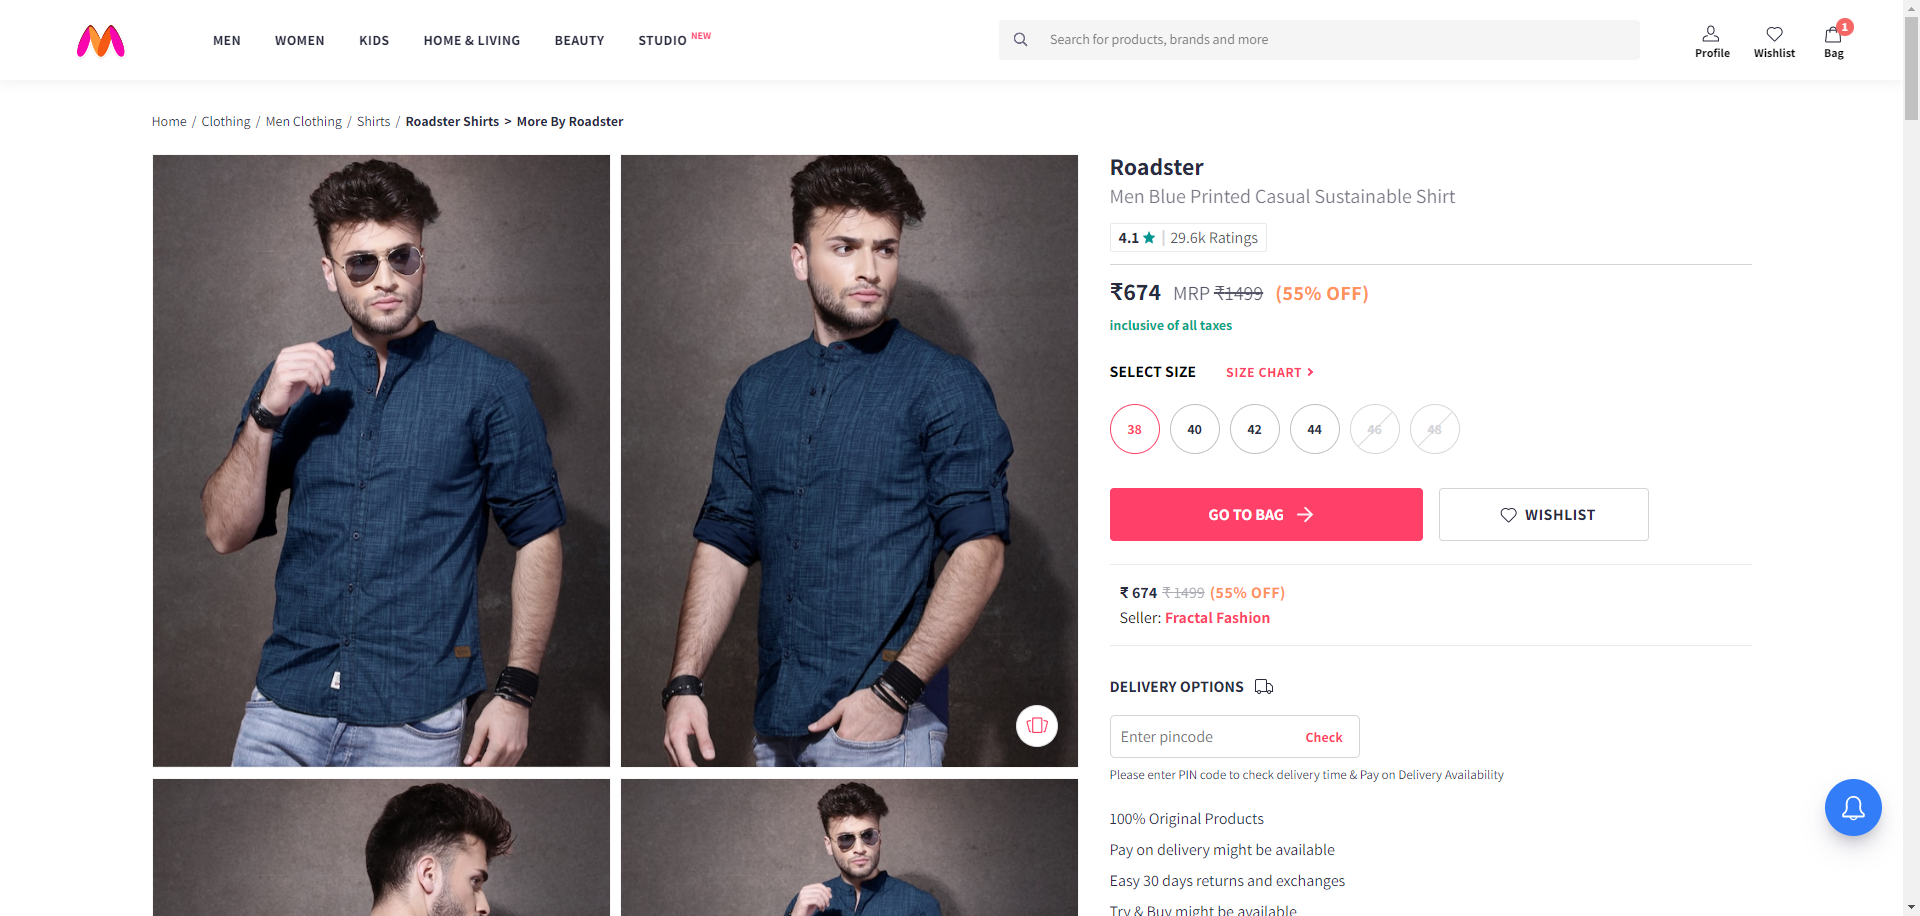 MEN WOMEN KIDS HOME & LIVING BEAUTY STUDIO NEW
Search for products, brands and more
Profile Wishlist Bag 1
Home / Clothing / Men Clothing / Shirts / Roadster Shirts > More By Roadster
Roadster
Men Blue Printed Casual Sustainable Shirt
4.1 ★ | 29.6k Ratings
₹674 MRP ₹1499 (55% OFF)
inclusive of all taxes
SELECT SIZE SIZE CHART >
38 40 42 44 46 48
GO TO BAG → WISHLIST
₹ 674 ₹ 1499 (55% OFF)
Seller: Fractal Fashion
DELIVERY OPTIONS
Enter pincode Check
Please enter PIN code to check delivery time & Pay on Delivery Availability
100% Original Products
Pay on delivery might be available
Easy 30 days returns and exchanges
Try & Buy might be available